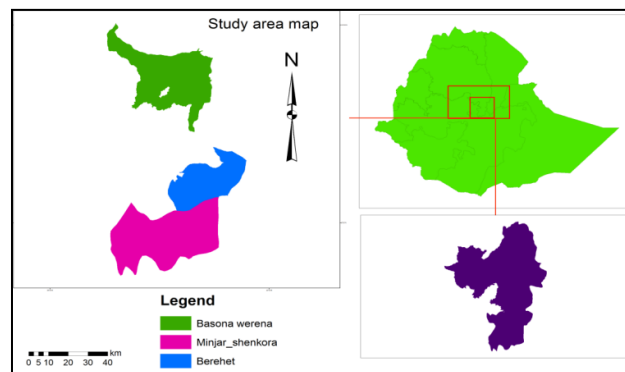 Study area map
N
Legend
Basona werena
Minjar_shenkora
Berehet
km
0 5 10 20 30 40